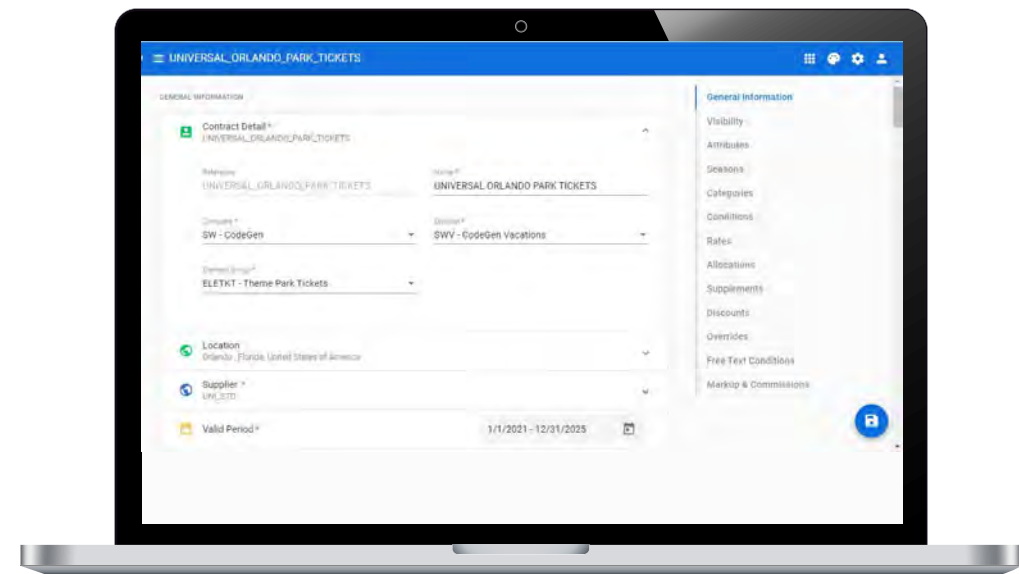 UNIVERSAL_ORLANDO_PARK_TICKETS
GENERAL INFORMATION
Contract Detail *
UNIVERSAL_ORLANDO_PARK_TICKETS
Reference
UNIVERSAL_ORLANDO_PARK_TICKETS
Name *
UNIVERSAL ORLANDO PARK TICKETS
Company *
SW - CodeGen
Division *
SWV - CodeGen Vacations
Element Group *
ELETKT - Theme Park Tickets
Location
Orlando, Florida, United States of America
Supplier *
UNI_STD
Valid Period *
1/1/2021 - 12/31/2025
General Information
Visibility
Attributes
Seasons
Categories
Conditions
Rates
Allocations
Supplements
Discounts
Overrides
Free Text Conditions
Markup & Commissions